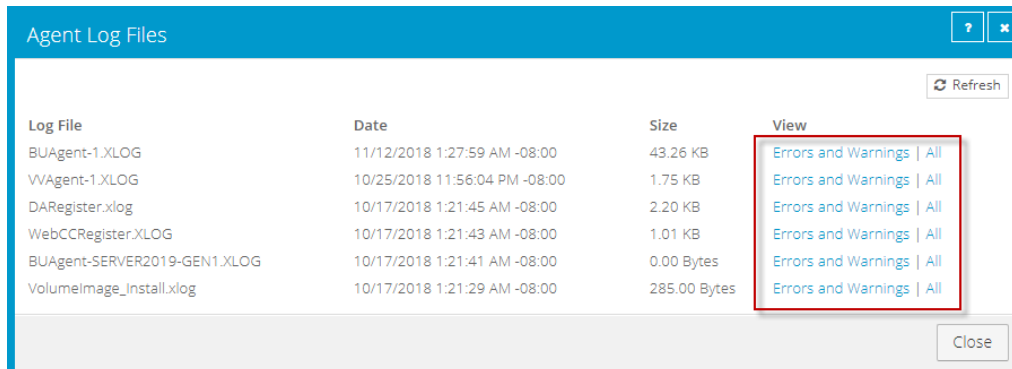 Agent Log Files ? ×
Refresh
Log File Date Size View
BUAgent-1.XLOG 11/12/2018 1:27:59 AM -08:00 43.26 KB Errors and Warnings | All
VVAgent-1.XLOG 10/25/2018 11:56:04 PM -08:00 1.75 KB Errors and Warnings | All
DARegister.xlog 10/17/2018 1:21:45 AM -08:00 2.20 KB Errors and Warnings | All
WebCCRegister.XLOG 10/17/2018 1:21:43 AM -08:00 1.01 KB Errors and Warnings | All
BUAgent-SERVER2019-GEN1.XLOG 10/17/2018 1:21:41 AM -08:00 0.00 Bytes Errors and Warnings | All
VolumeImage_Install.xlog 10/17/2018 1:21:29 AM -08:00 285.00 Bytes Errors and Warnings | All
Close